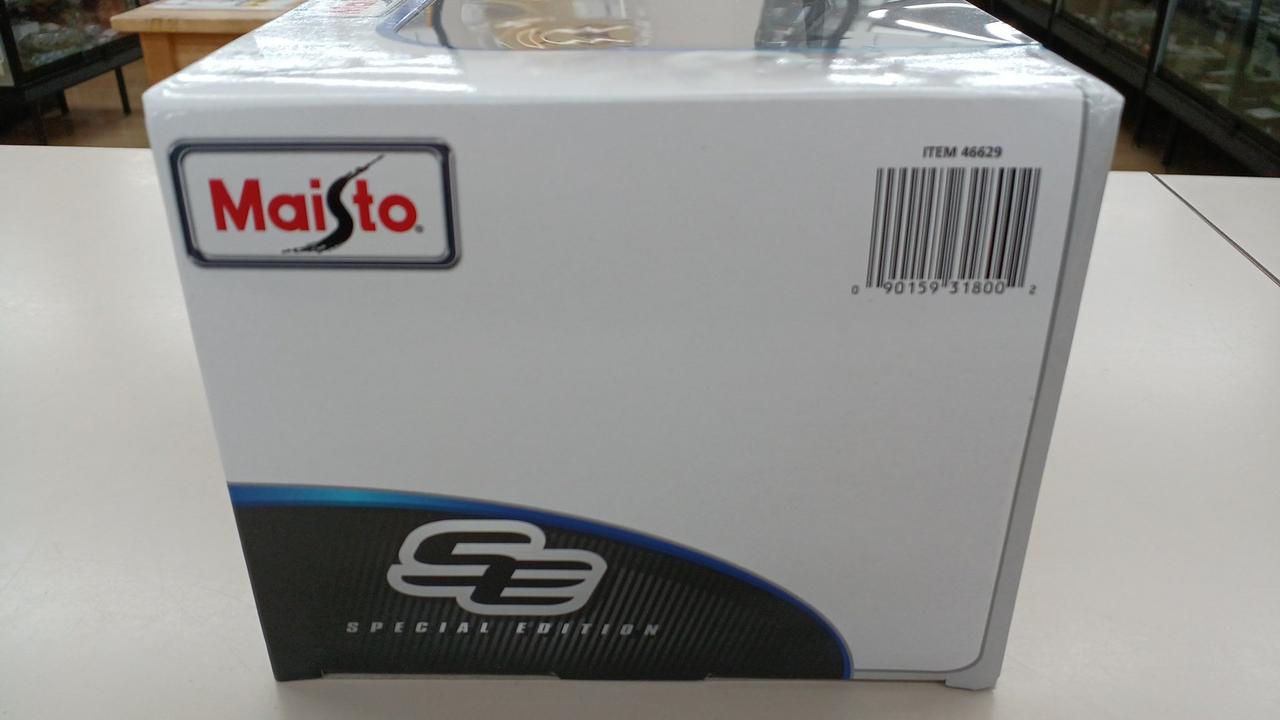 Maisto
ITEM 46629
0 90159 31800 2
SE
SPECIAL EDITION